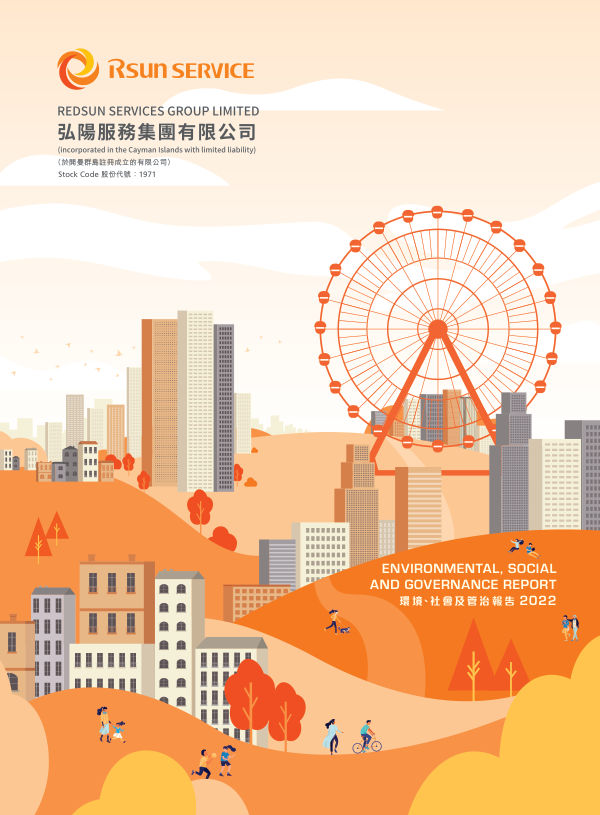 RSUN SERVICE
REDSUN SERVICES GROUP LIMITED
弘陽服務集團有限公司
(incorporated in the Cayman Islands with limited liability)
(於開曼群島註冊成立的有限公司)
Stock Code 股份代號：1971
ENVIRONMENTAL, SOCIAL
AND GOVERNANCE REPORT
環境、社會及管治報告 2022